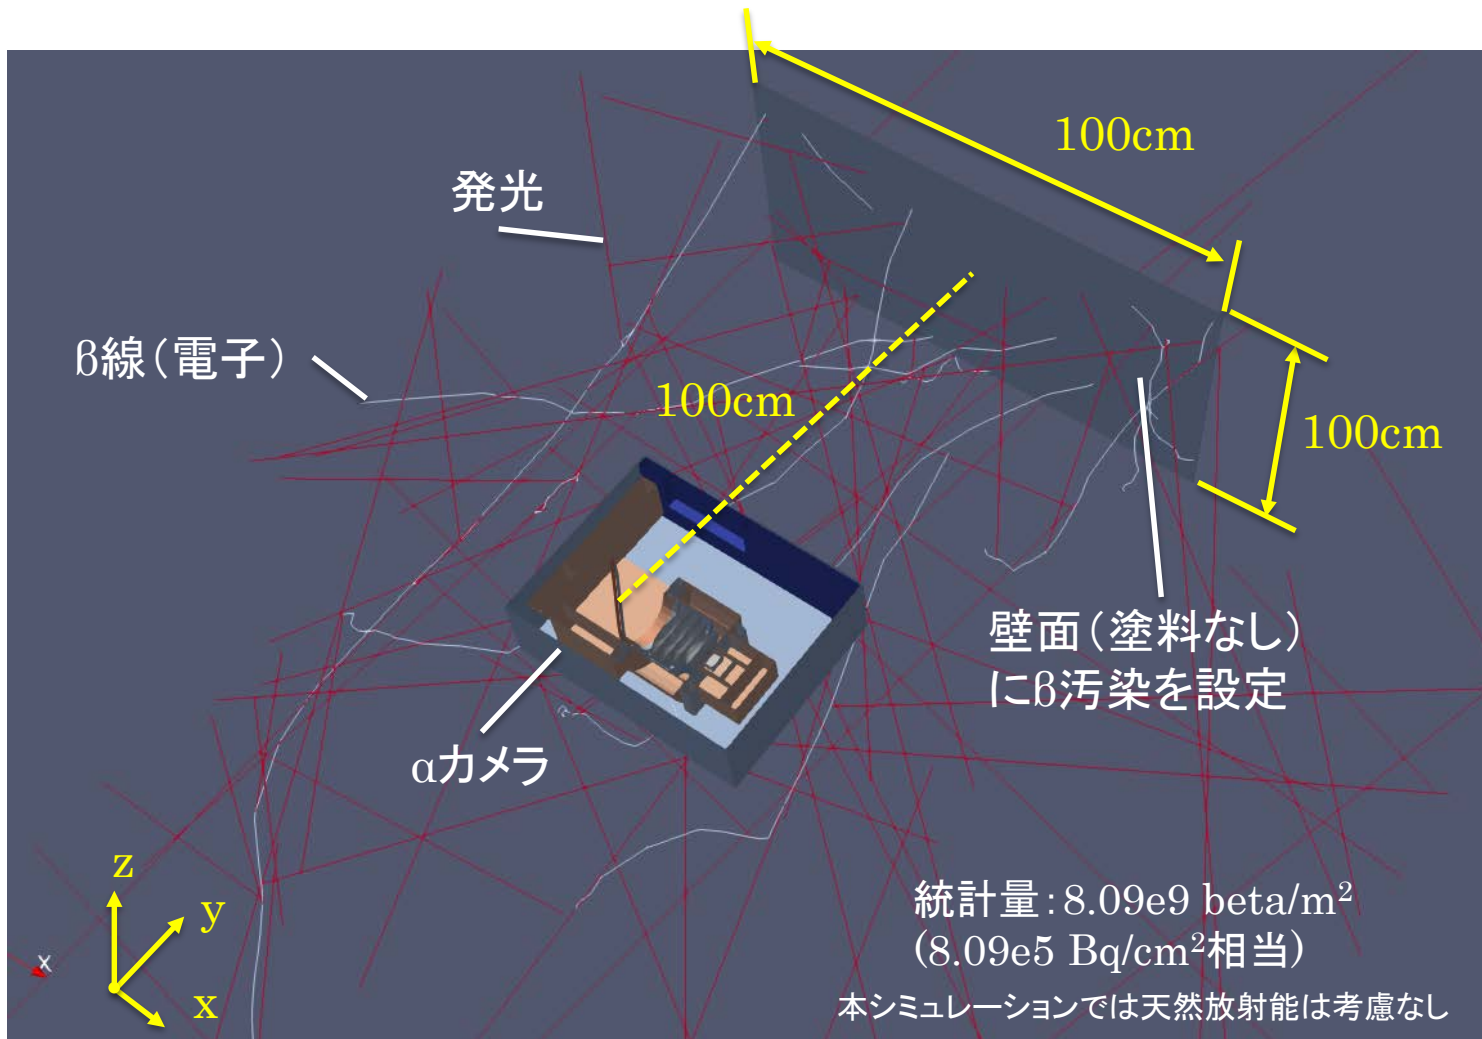 100cm
発光
β線（電子）
100cm
100cm
壁面（塗料なし）
にβ汚染を設定
αカメラ
z
y
x
X
統計量：8.09e9 beta/m²
(8.09e5 Bq/cm²相当)
本シミュレーションでは天然放射能は考慮なし